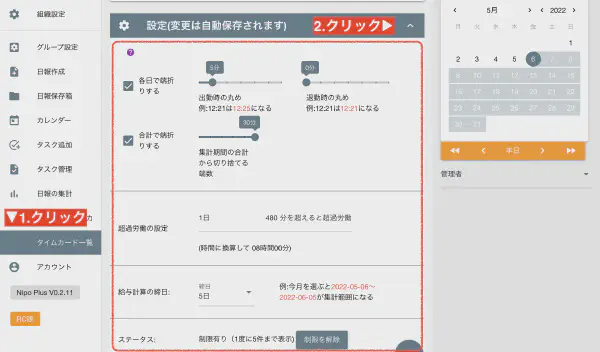 組織設定
グループ設定
日報作成
日報保存箱
カレンダー
タスク追加
タスク管理
日報の集計
▼1.クリック
力
タイムカード一覧
アカウント
Nipo Plus V0.2.11
RC版
設定(変更は自動保存されます)
2.クリック▶
?
各日で端折
りする
5分
出勤時の丸め
例:12:21は12:25になる
0分
退勤時の丸め
例:12:21は12:21になる
合計で端折
りする
30分
集計期間の合計
から切り捨てる
端数
超過労働の設定
1日
480 分を超えると超過労働
(時間に換算して 08時間00分)
給与計算の締日:
締日
5日
例:今月を選ぶと2022-05-06〜
2022-06-05が集計範囲になる
ステータス:
制限有り（1度に5件まで表示)
制限を解除
5月
2022
月 火 水 木 金 土 日
1
2 3 4 5 6 7 8
9 10 11 12 13 14 15
16 17 18 19 20 21 22
23 24 25 26 27 28 29
30 31
本日
管理者